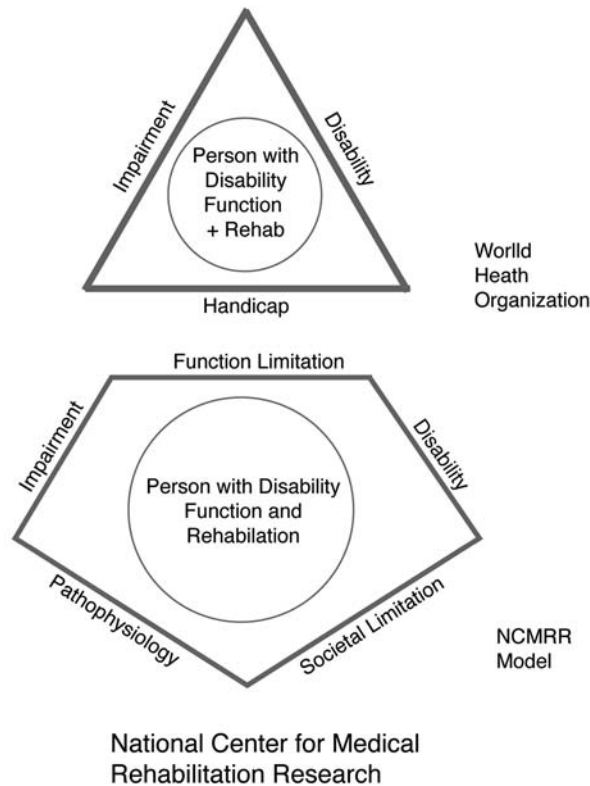 Impairment
Disability
Person with
Disability
Function
+ Rehab
Handicap
Worlld
Heath
Organization
Function Limitation
Impairment
Disability
Person with Disability
Function and
Rehabilation
Pathophysiology
Societal Limitation
NCMRR
Model
National Center for Medical
Rehabilitation Research